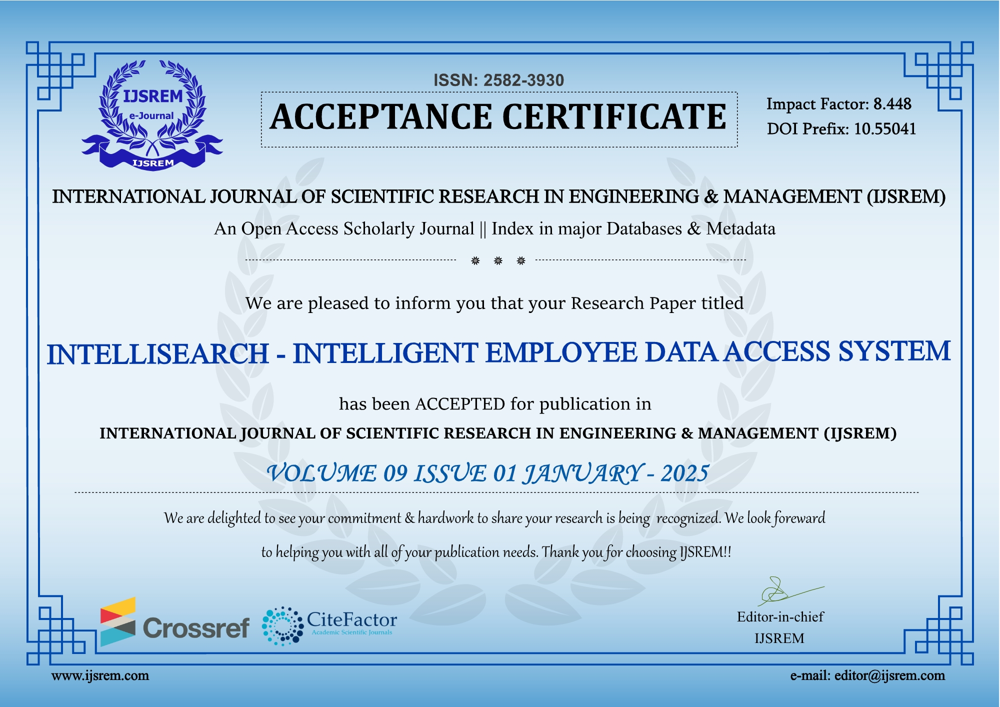 IJSREM
e-Journal
IJSREM
ISSN: 2582-3930
ACCEPTANCE CERTIFICATE
Impact Factor: 8.448
DOI Prefix: 10.55041
INTERNATIONAL JOURNAL OF SCIENTIFIC RESEARCH IN ENGINEERING & MANAGEMENT (IJSREM)
An Open Access Scholarly Journal || Index in major Databases & Metadata
We are pleased to inform you that your Research Paper titled
INTELLISEARCH - INTELLIGENT EMPLOYEE DATA ACCESS SYSTEM
has been ACCEPTED for publication in
INTERNATIONAL JOURNAL OF SCIENTIFIC RESEARCH IN ENGINEERING & MANAGEMENT (IJSREM)
VOLUME 09 ISSUE 01 JANUARY - 2025
We are delighted to see your commitment & hardwork to share your research is being recognized. We look foreward
to helping you with all of your publication needs. Thank you for choosing IJSREM!!
Crossref
CiteFactor
Academic Scientific Journals
Editor-in-chief
IJSREM
www.ijsrem.com
e-mail: editor@ijsrem.com